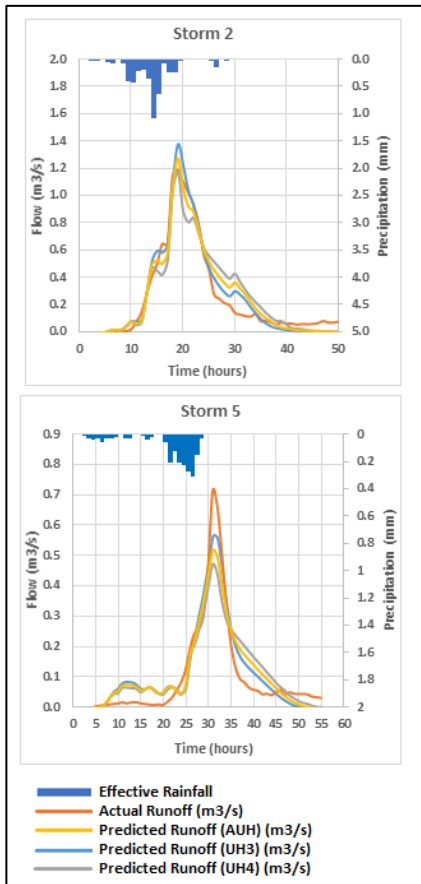 Storm 2
2.0
1.8
1.6
1.4
1.2
1.0
0.8
0.6
0.4
0.2
0.0
Flow (m3/s)
0.0
0.5
1.0
1.5
2.0
2.5
3.0
3.5
4.0
4.5
5.0
Precipitation (mm)
0 10 20 30 40 50
Time (hours)
Storm 5
0.9
0.8
0.7
0.6
0.5
0.4
0.3
0.2
0.1
0.0
Flow (m3/s)
0
0.2
0.4
0.6
0.8
1
1.2
1.4
1.6
1.8
2
Precipitation (mm)
0 5 10 15 20 25 30 35 40 45 50 55 60
Time (hours)
Effective Rainfall
Actual Runoff (m3/s)
Predicted Runoff (AUH) (m3/s)
Predicted Runoff (UH3) (m3/s)
Predicted Runoff (UH4) (m3/s)